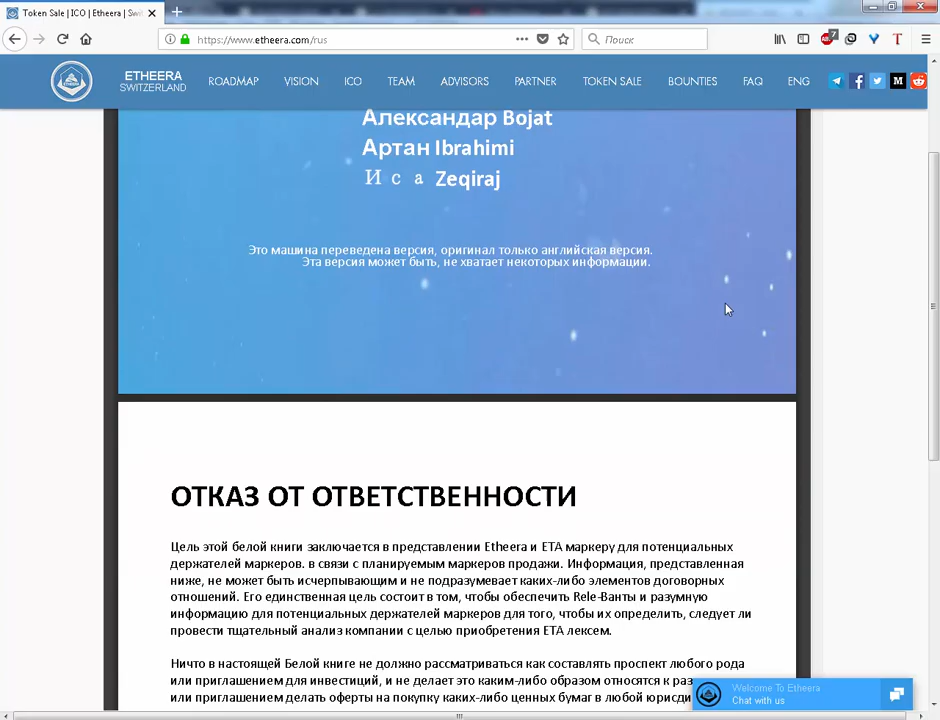 Token Sale | ICO | Etheera | Swi
https://www.etheera.com/rus
7
Поиск
T
ETHEERA
SWITZERLAND
ROADMAP
VISION
ICO
TEAM
ADVISORS
PARTNER
TOKEN SALE
BOUNTIES
FAQ
ENG
M
Александар Bojat
Артан Ibrahimi
Иса Zeqiraj
Это машина переведена версия, оригинал только английская версия.
Эта версия может быть, не хватает некоторых информации.
ОТКАЗ ОТ ОТВЕТСТВЕННОСТИ
Цель этой белой книги заключается в представлении Etheera и ETA маркеру для потенциальных
держателей маркеров. в связи с планируемым маркеров продажи. Информация, представленная
ниже, не может быть исчерпывающим и не подразумевает каких-либо элементов договорных
отношений. Его единственная цель состоит в том, чтобы обеспечить Rele-Ванты и разумную
информацию для потенциальных держателей маркеров для того, чтобы их определить, следует ли
провести тщательный анализ компании с целью приобретения ETA лексем.
Ничто в настоящей Белой книге не должно рассматриваться как составлять проспект любого рода
или приглашением для инвестиций, и не делает это каким-либо образом относятся к раз
или приглашением делать оферты на покупку каких-либо ценных бумаг в любой юрисди
Welcome To Etheera
Chat with us